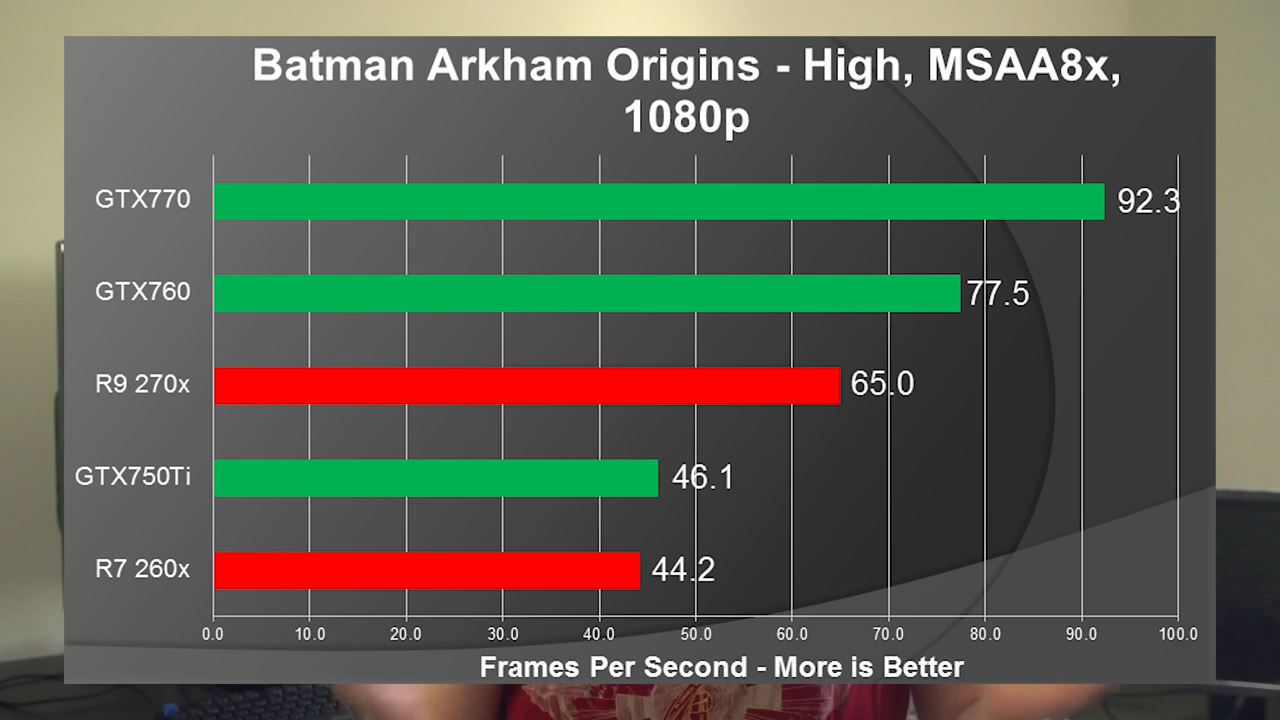 Batman Arkham Origins - High, MSAA8x,
1080p
GTX770
92.3
GTX760
77.5
R9 270x
65.0
GTX750Ti
46.1
R7 260x
44.2
0.0 10.0 20.0 30.0 40.0 50.0 60.0 70.0 80.0 90.0 100.0
Frames Per Second - More is Better